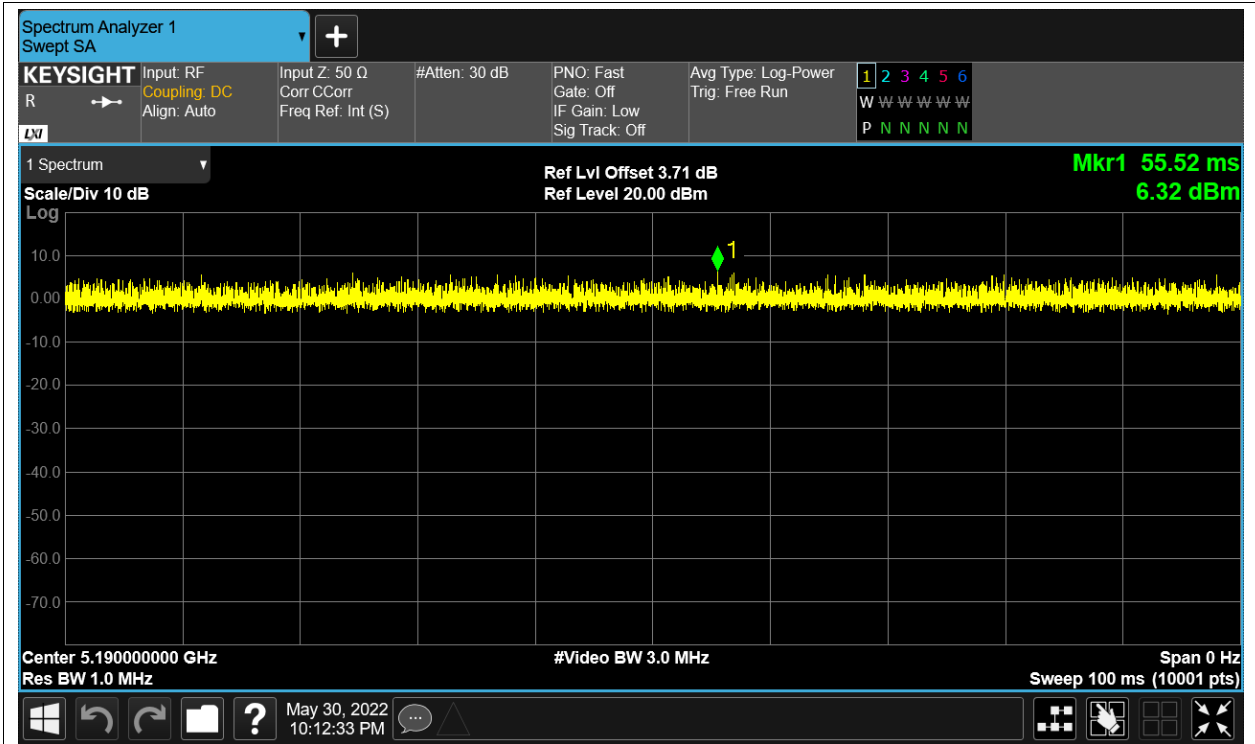 Spectrum Analyzer 1
Swept SA
+
KEYSIGHT
R
LXI
Input: RF
Coupling: DC
Align: Auto
Input Z: 50 Ω
Corr CCorr
Freq Ref: Int (S)
#Atten: 30 dB
PNO: Fast
Gate: Off
IF Gain: Low
Sig Track: Off
Avg Type: Log-Power
Trig: Free Run
1 2 3 4 5 6
W W W W W W
P N N N N N
1 Spectrum
Scale/Div 10 dB
Ref Lvl Offset 3.71 dB
Ref Level 20.00 dBm
Mkr1 55.52 ms
6.32 dBm
Log
1
10.0
0.00
-10.0
-20.0
-30.0
-40.0
-50.0
-60.0
-70.0
Center 5.190000000 GHz
Res BW 1.0 MHz
#Video BW 3.0 MHz
Span 0 Hz
Sweep 100 ms (10001 pts)
?
May 30, 2022
10:12:33 PM